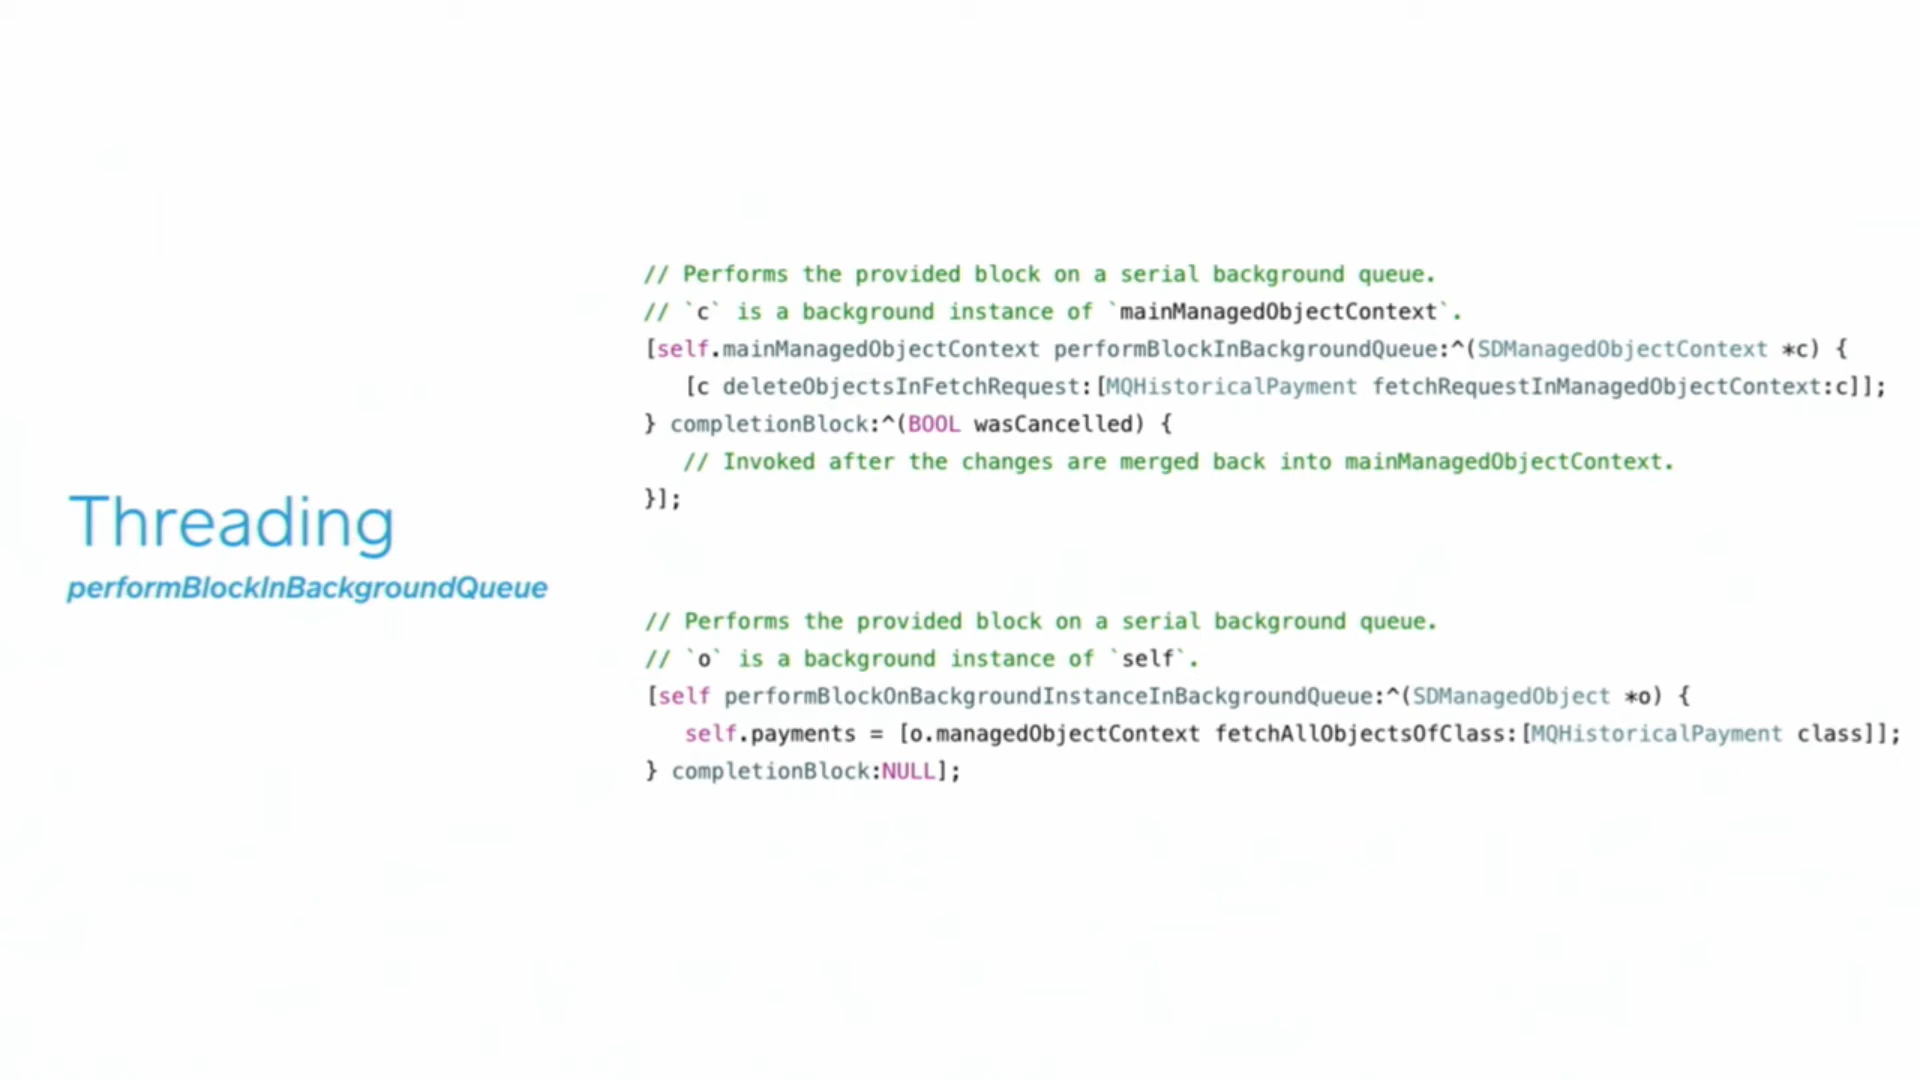 Threading
performBlockInBackgroundQueue
// Performs the provided block on a serial background queue.
// `c` is a background instance of `mainManagedObjectContext`.
[self.mainManagedObjectContext performBlockInBackgroundQueue:^(SDManagedObjectContext *c) {
   [c deleteObjectsInFetchRequest:[MQHistoricalPayment fetchRequestInManagedObjectContext:c]];
} completionBlock:^(BOOL wasCancelled) {
   // Invoked after the changes are merged back into mainManagedObjectContext.
}];
// Performs the provided block on a serial background queue.
// `o` is a background instance of `self`.
[self performBlockOnBackgroundInstanceInBackgroundQueue:^(SDManagedObject *o) {
   self.payments = [o.managedObjectContext fetchAllObjectsOfClass:[MQHistoricalPayment class]];
} completionBlock:NULL];